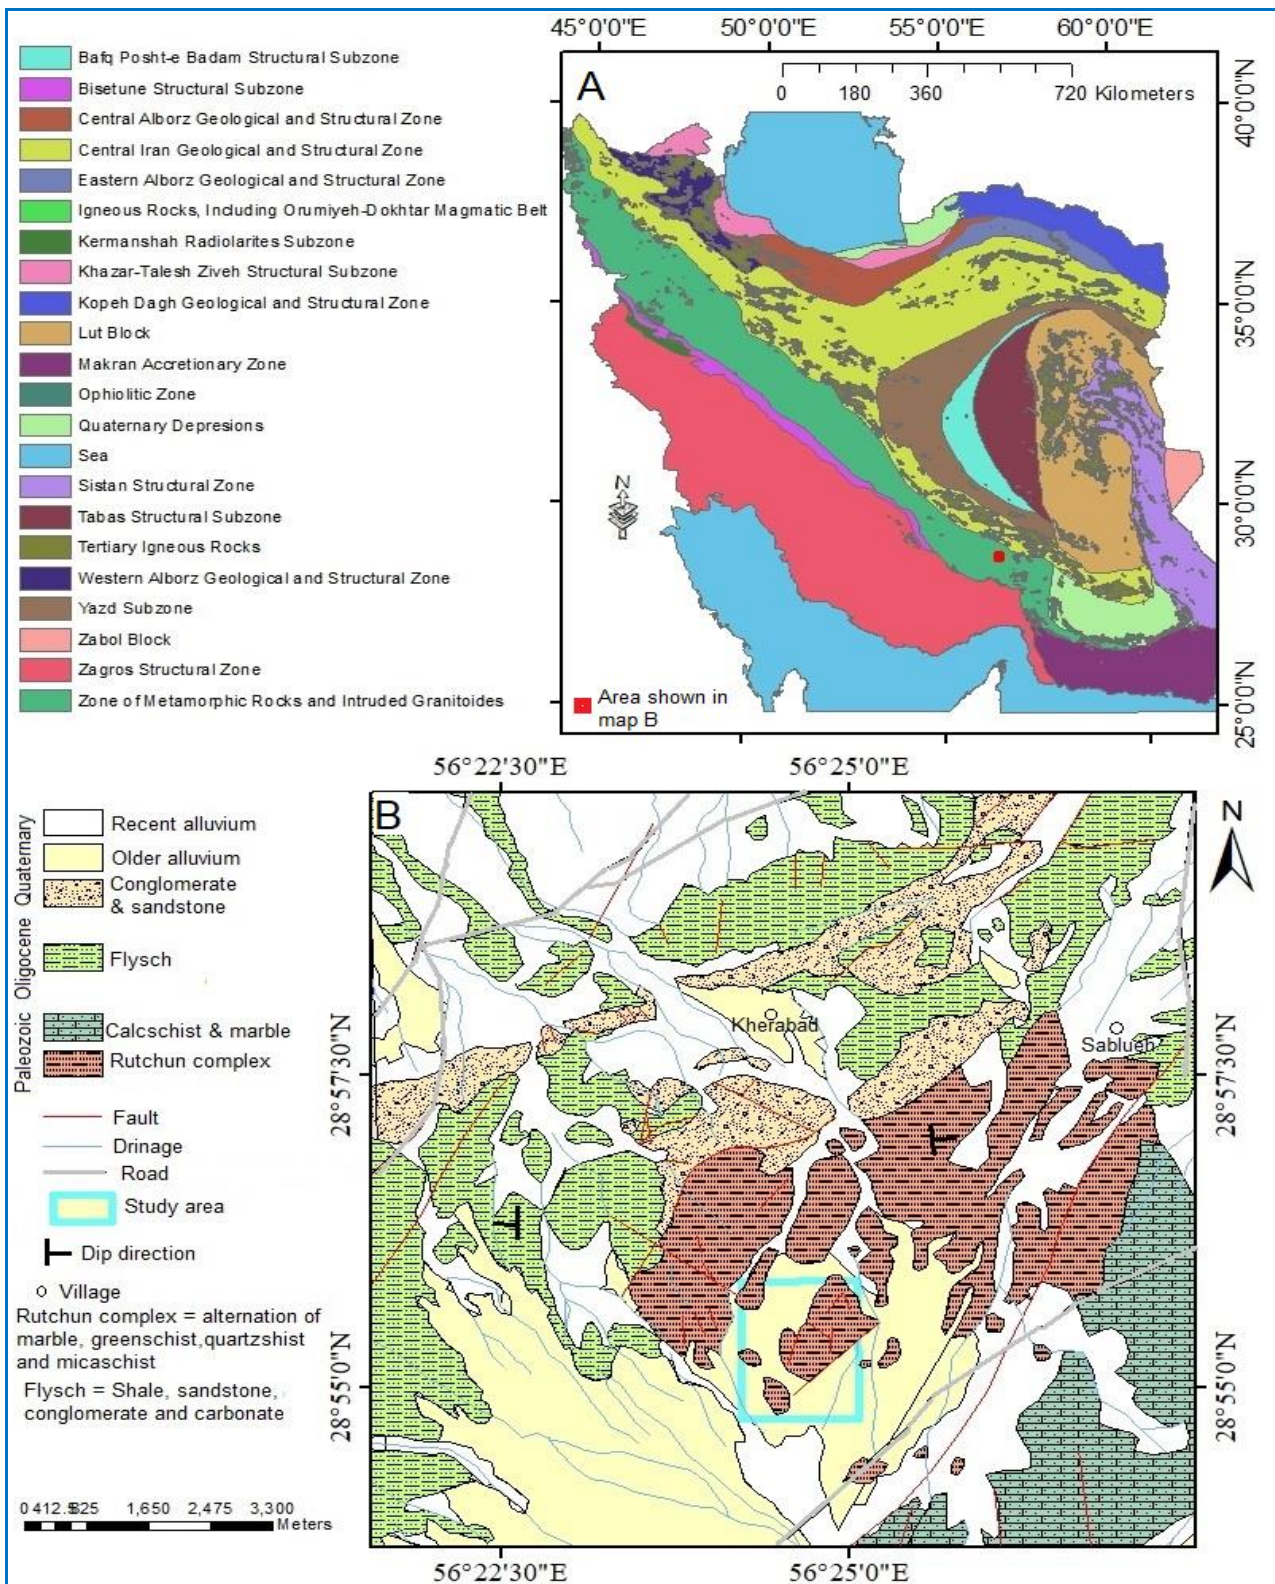 45°0'0"E 50°0'0"E 55°0'0"E 60°0'0"E
Bafq Posht-e Badam Structural Subzone
Bisetune Structural Subzone
Central Alborz Geological and Structural Zone
Central Iran Geological and Structural Zone
Eastern Alborz Geological and Structural Zone
Igneous Rocks, Including Orumiyeh-Dokhtar Magmatic Belt
Kermanshah Radiolarites Subzone
Khazar-Talesh Ziveh Structural Subzone
Kopeh Dagh Geological and Structural Zone
Lut Block
Makran Accretionary Zone
Ophiolitic Zone
Quaternary Depresions
Sea
Sistan Structural Zone
Tabas Structural Subzone
Tertiary Igneous Rocks
Western Alborz Geological and Structural Zone
Yazd Subzone
Zabol Block
Zagros Structural Zone
Zone of Metamorphic Rocks and Intruded Granitoides
A
0 180 360 720 Kilometers
N
Area shown in
map B
40°0'0"N
35°0'0"N
30°0'0"N
25°0'0"N
56°22'30"E 56°25'0"E
B
N
Quaternary
Oligocene
Paleozoic
Recent alluvium
Older alluvium
Conglomerate
& sandstone
Flysch
Calcschist & marble
Rutchun complex
Fault
Drinage
Road
Study area
Dip direction
Village
Rutchun complex = alternation of
marble, greenschist,quartzshist
and micaschist
Flysch = Shale, sandstone,
conglomerate and carbonate
0 412.5 825 1,650 2,475 3,300
Meters
Kherabad
Sablueh
28°57'30"N
28°55'0"N
28°57'30"N
28°55'0"N
56°22'30"E 56°25'0"E